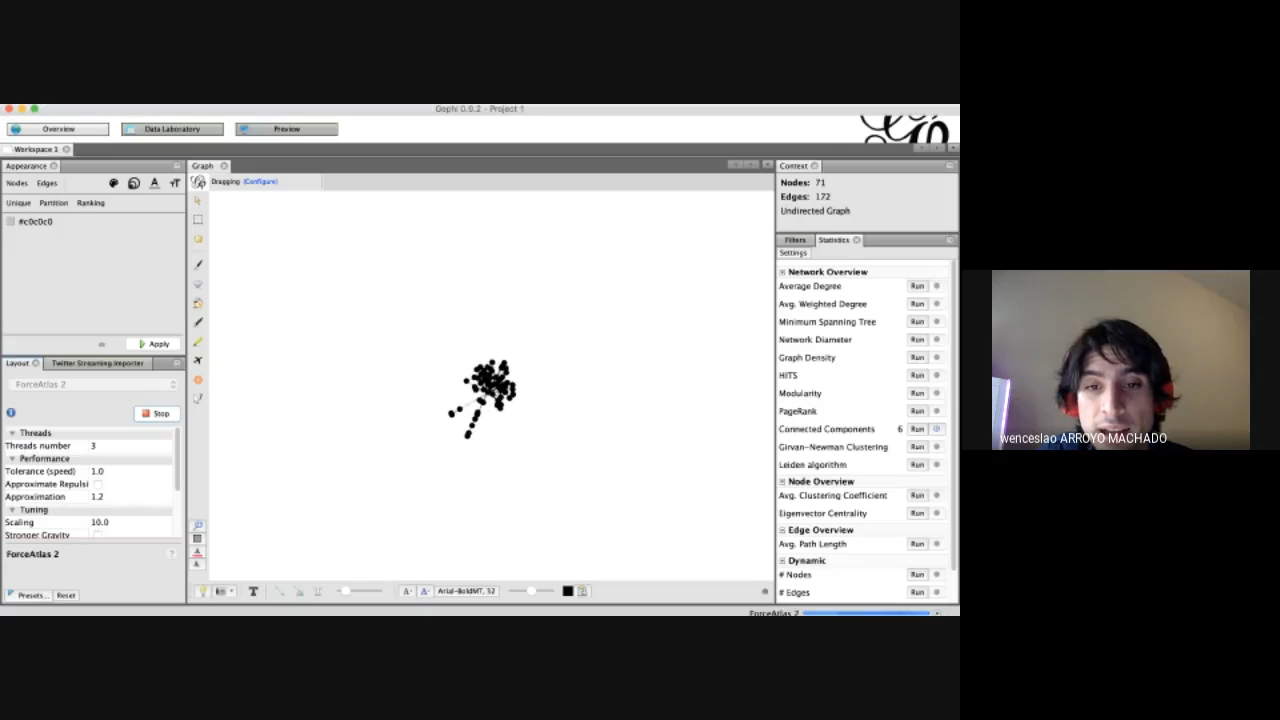 Gephi 0.9.2 - Project 1
Overview
Data Laboratory
Preview
Workspace 1
Appearance
Nodes Edges
Unique Partition Ranking
#c0c0c0
Apply
Layout
Twitter Streaming Importer
ForceAtlas 2
Stop
Threads
Threads number 3
Performance
Tolerance (speed) 1.0
Approximate Repulsi
Approximation 1.2
Tuning
Scaling 10.0
Stronger Gravity
ForceAtlas 2
Presets...
Reset
Graph
Dragging (Configure)
Arial-BoldMT, 32
Context
Nodes: 71
Edges: 172
Undirected Graph
Filters
Statistics
Settings
Network Overview
Average Degree Run
Avg. Weighted Degree Run
Minimum Spanning Tree Run
Network Diameter Run
Graph Density Run
HITS Run
Modularity Run
PageRank Run
Connected Components 6 Run
Girvan-Newman Clustering Run
Leiden algorithm Run
Node Overview
Avg. Clustering Coefficient Run
Eigenvector Centrality Run
Edge Overview
Avg. Path Length Run
Dynamic
# Nodes Run
# Edges Run
ForceAtlas 2
wenceslao ARROYO MACHADO